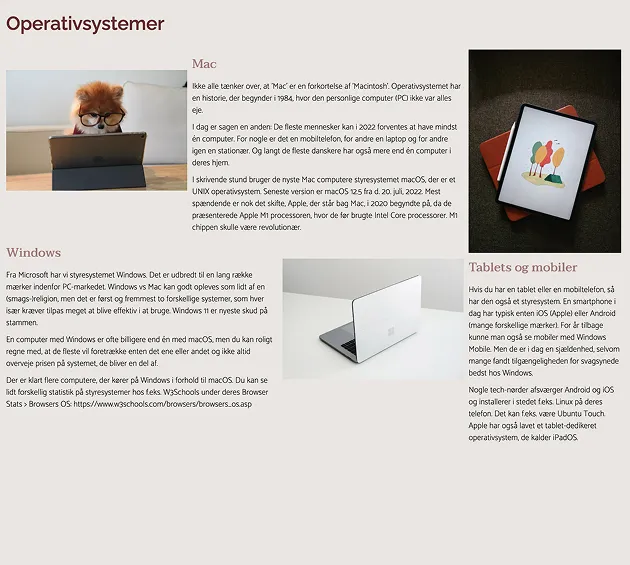 Operativsystemer
Mac
Ikke alle tænker over, at 'Mac' er en forkortelse af 'Macintosh'. Operativsystemet har
en historie, der begynder i 1984, hvor den personlige computer (PC) ikke var alles
eje.
I dag er sagen en anden: De fleste mennesker kan i 2022 forventes at have mindst
én computer. For nogle er det en mobiltelefon, for andre en laptop og for andre
igen en stationær. Og langt de fleste danskere har også mere end én computer i
deres hjem.
I skrivende stund bruger de nyste Mac computere styresystemet macOS, der er et
UNIX operativsystem. Seneste version er macOS 12.5 fra d. 20. juli, 2022. Mest
spændende er nok det skifte, Apple, der står bag Mac, i 2020 begyndte på, da de
præsenterede Apple M1 processoren, hvor de før brugte Intel Core processorer. M1
chippen skulle være revolutionær.
Windows
Fra Microsoft har vi styresystemet Windows. Det er udbredt til en lang række
mærker indenfor PC-markedet. Windows vs Mac kan godt opleves som lidt af en
(smags-)religion, men det er først og fremmest to forskellige systemer, som hver
især kræver tilpas meget at blive effektiv i at bruge. Windows 11 er nyeste skud på
stammen.
En computer med Windows er ofte billigere end én med macOS, men du kan roligt
regne med, at de fleste vil foretrække enten det ene eller andet og ikke altid
overveje prisen på systemet, de bliver en del af.
Der er klart flere computere, der kører på Windows i forhold til macOS. Du kan se
lidt forskellig statistik på styresystemer hos f.eks. W3Schools under deres Browser
Stats > Browsers OS: https://www.w3schools.com/browsers/browsers_os.asp
Tablets og mobiler
Hvis du har en tablet eller en mobiltelefon, så
har den også et styresystem. En smartphone i
dag har typisk enten iOS (Apple) eller Android
(mange forskellige mærker). For år tilbage
kunne man også se mobiler med Windows
Mobile. Men de er i dag en sjældenhed, selvom
mange fandt tilgængeligheden for svagsynede
bedst hos Windows.
Nogle tech-nørder afsværger Android og iOS
og installerer i stedet f.eks. Linux på deres
telefon. Det kan f.eks. være Ubuntu Touch.
Apple har også lavet et tablet-dedikeret
operativsystem, de kalder iPadOS.